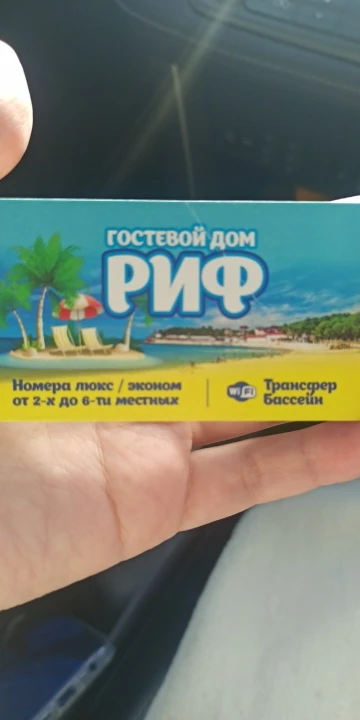 ГОСТЕВОЙ ДОМ
РИФ
Номера люкс / эконом
от 2-х до 6-ти местных
WiFi
Трансфер
бассейн